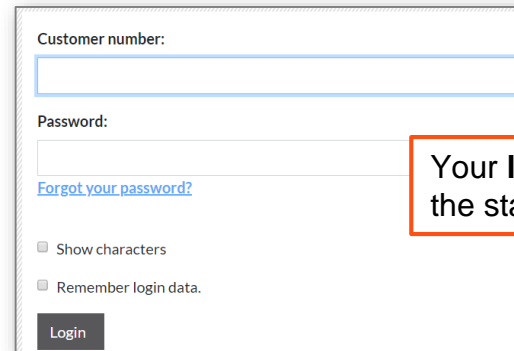 Customer number:
Password:
Your
the
Forgot your password?
Show characters
Remember login data.
Login